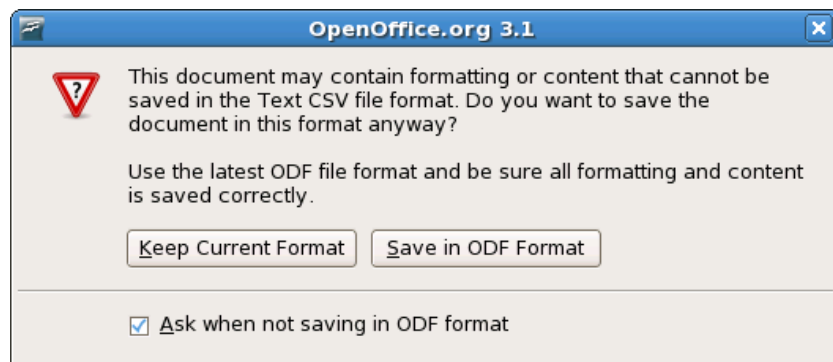 OpenOffice.org 3.1
This document may contain formatting or content that cannot be
saved in the Text CSV file format. Do you want to save the
document in this format anyway?
Use the latest ODF file format and be sure all formatting and content
is saved correctly.
Keep Current Format Save in ODF Format
Ask when not saving in ODF format